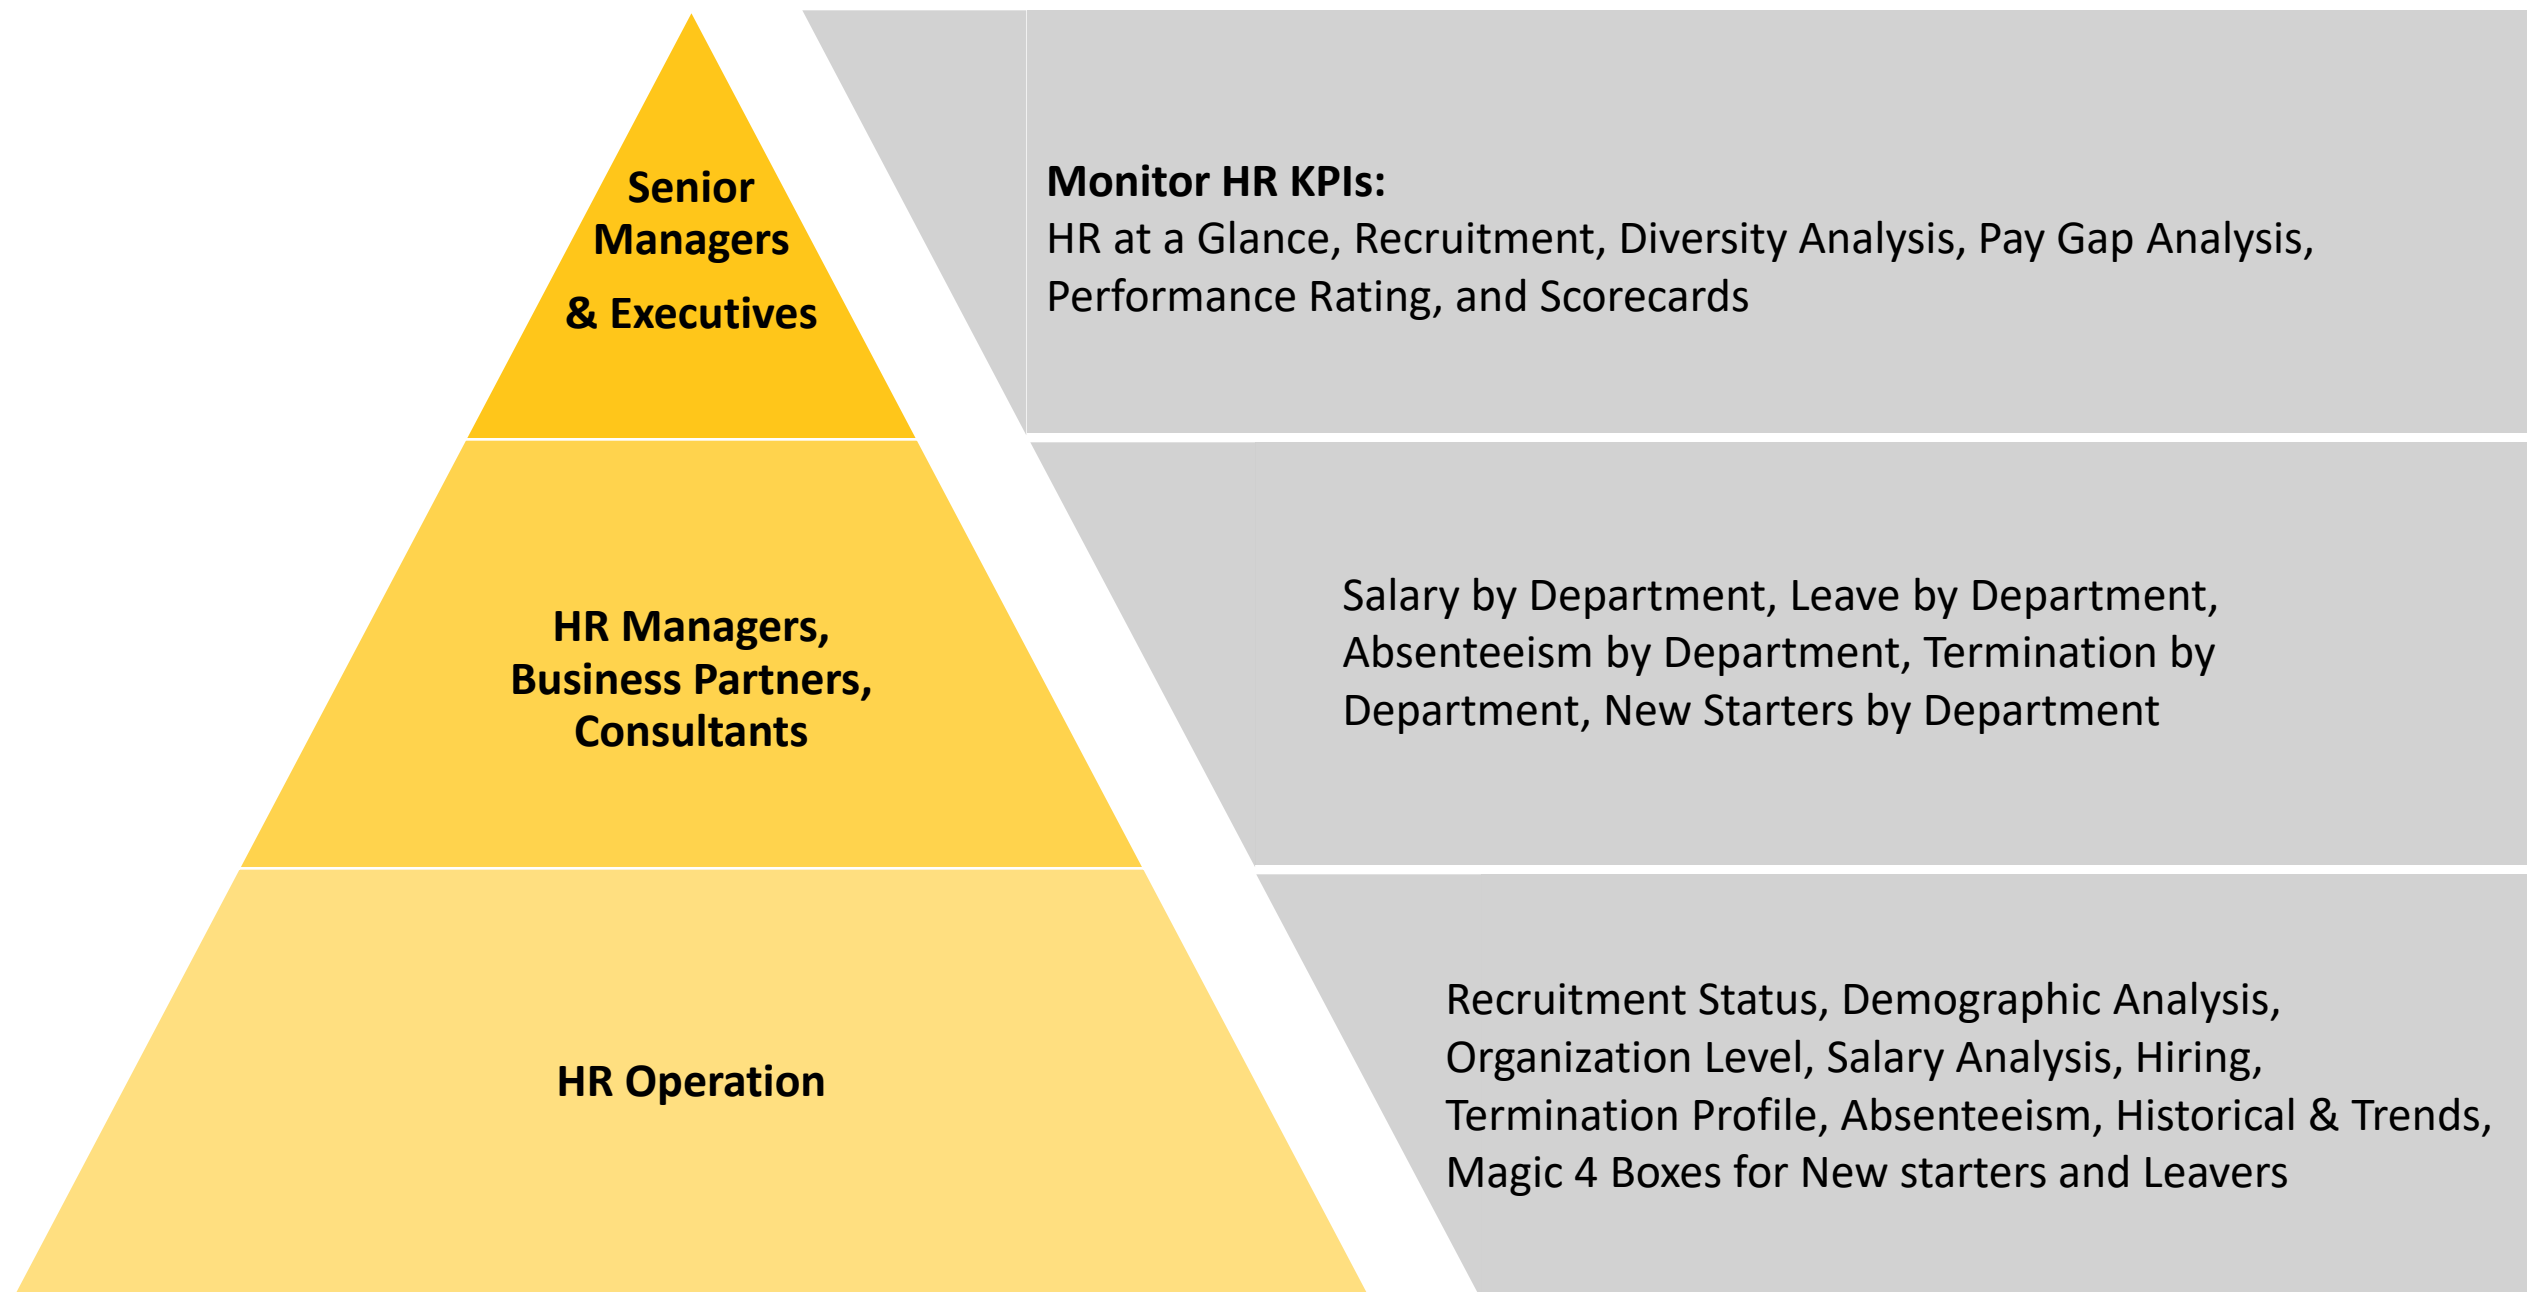 Senior
Managers
& Executives
Monitor HR KPIs:
HR at a Glance, Recruitment, Diversity Analysis, Pay Gap Analysis,
Performance Rating, and Scorecards
HR Managers,
Business Partners,
Consultants
Salary by Department, Leave by Department,
Absenteeism by Department, Termination by
Department, New Starters by Department
HR Operation
Recruitment Status, Demographic Analysis,
Organization Level, Salary Analysis, Hiring,
Termination Profile, Absenteeism, Historical & Trends,
Magic 4 Boxes for New starters and Leavers